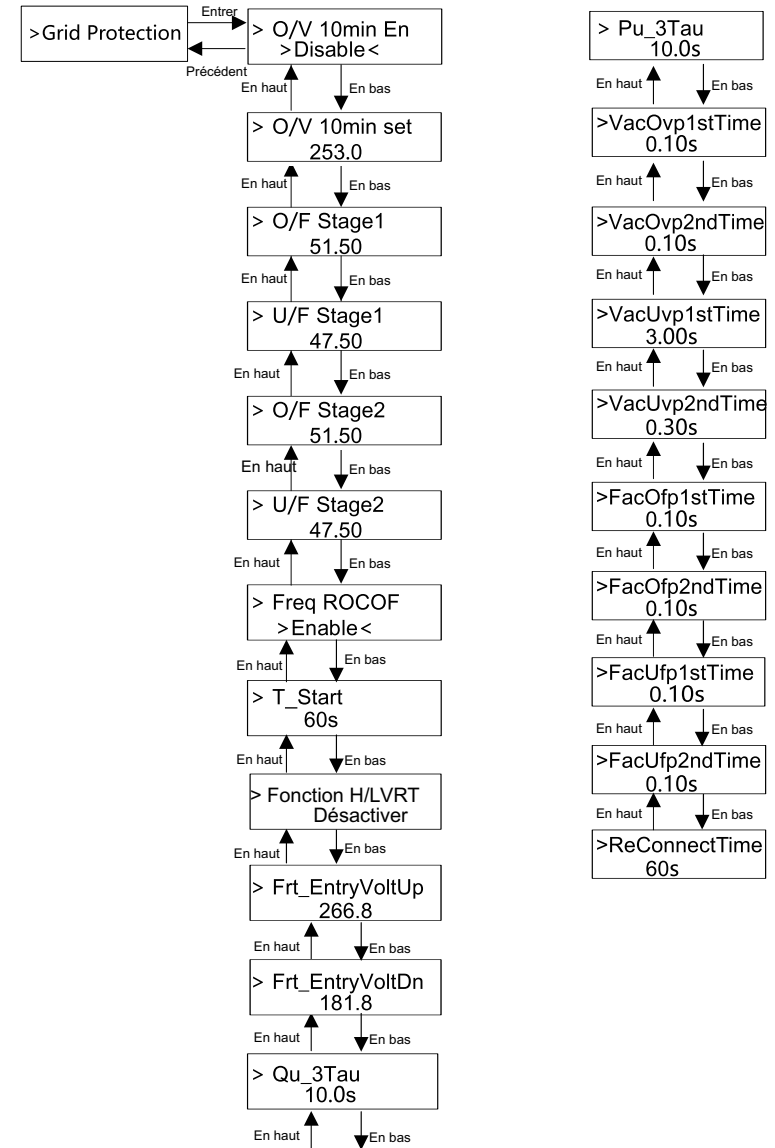 >Grid Protection
Entrer
Précédent
> O/V 10min En
>Disable<
En haut
En bas
> O/V 10min set
253.0
En haut
En bas
> O/F Stage1
51.50
En haut
En bas
> U/F Stage1
47.50
En haut
En bas
> O/F Stage2
51.50
En haut
En bas
> U/F Stage2
47.50
En haut
En bas
> Freq ROCOF
>Enable<
En haut
En bas
> T_Start
60s
En haut
En bas
> Fonction H/LVRT
Désactiver
En haut
En bas
> Frt_EntryVoltUp
266.8
En haut
En bas
> Frt_EntryVoltDn
181.8
En haut
En bas
> Qu_3Tau
10.0s
En haut
En bas
> Pu_3Tau
10.0s
En haut
En bas
>VacOvp1stTime
0.10s
En haut
En bas
>VacOvp2ndTime
0.10s
En haut
En bas
>VacUvp1stTime
3.00s
En haut
En bas
>VacUvp2ndTime
0.30s
En haut
En bas
>FacOfp1stTime
0.10s
En haut
En bas
>FacOfp2ndTime
0.10s
En haut
En bas
>FacUfp1stTime
0.10s
En haut
En bas
>FacUfp2ndTime
0.10s
En haut
En bas
>ReConnectTime
60s